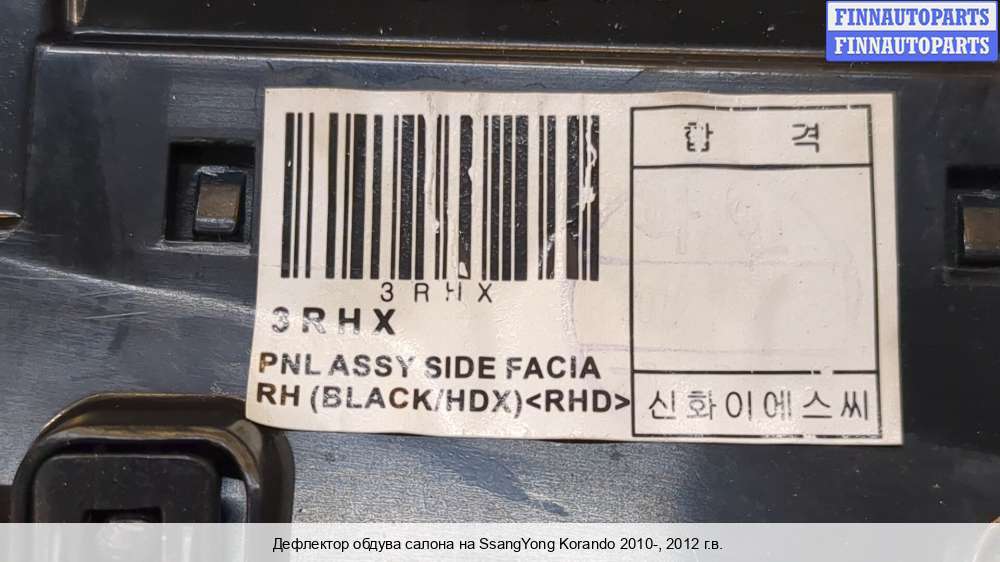 FINNAUTOPARTS
FINNAUTOPARTS
합 격
3 R H X
3 R H X
PNL ASSY SIDE FACIA
RH (BLACK/HDX)<RHD>
신화이에스씨
Дефлектор обдува салона на SsangYong Korando 2010-, 2012 г.в.